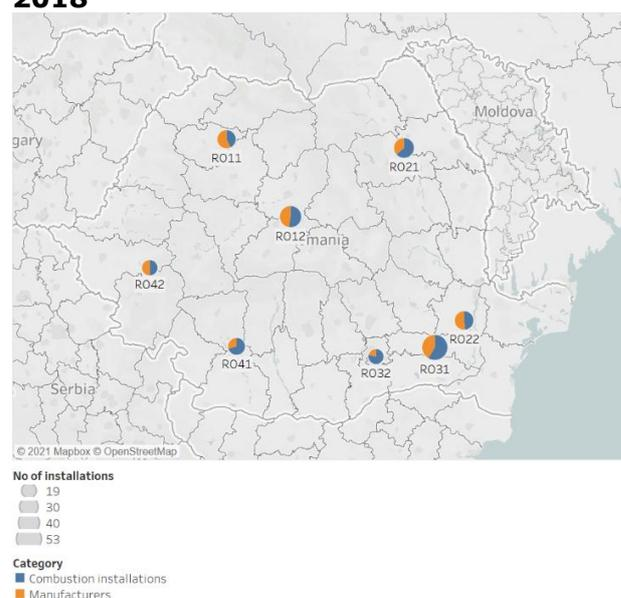 2018
Moldova
gary
RO11
RO21
RO12
mania
RO42
RO22
RO41
RO32
RO31
Serbia
© 2021 Mapbox © OpenStreetMap
No of installations
19
30
40
53
Category
Combustion installations
Manufacturers